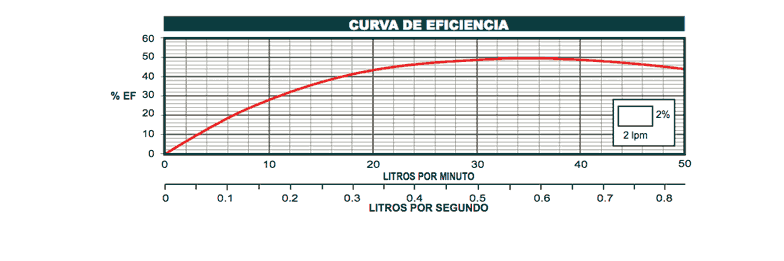 CURVA DE EFICIENCIA
60
50
40
% EF
30
20
10
0
2%
2 lpm
0 10 20 30 40 50
LITROS POR MINUTO
0 0.1 0.2 0.3 0.4 0.5 0.6 0.7 0.8
LITROS POR SEGUNDO